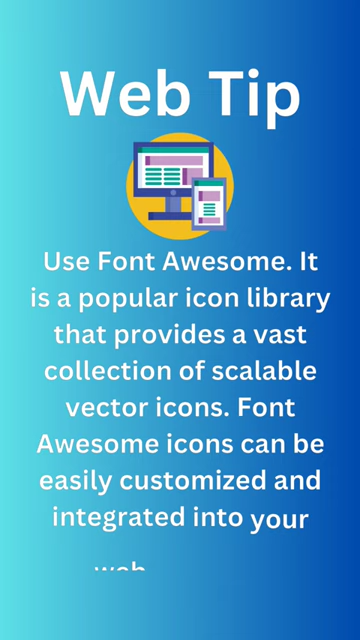 Web Tip
Use Font Awesome. It
is a popular icon library
that provides a vast
collection of scalable
vector icons. Font
Awesome icons can be
easily customized and
integrated into your
web